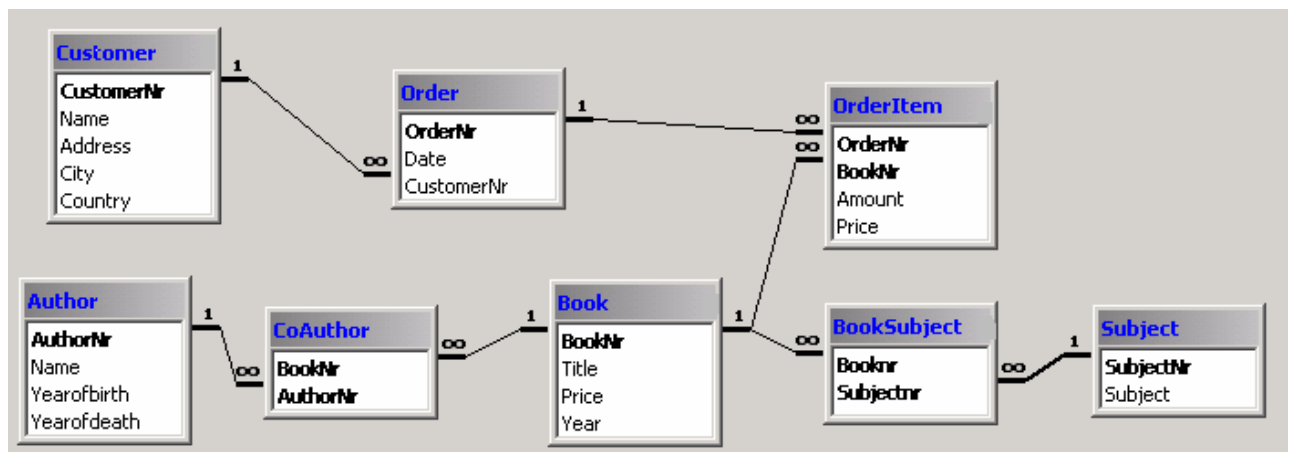 Customer
CustomerNr
Name
Address
City
Country
1
∞
Order
OrderNr
Date
CustomerNr
1
∞
∞
OrderItem
OrderNr
BookNr
Amount
Price
Author
AuthorNr
Name
Yearofbirth
Yearofdeath
1
∞
CoAuthor
BookNr
AuthorNr
∞
1
Book
BookNr
Title
Price
Year
1
∞
BookSubject
Booknr
Subjectnr
∞
1
Subject
SubjectNr
Subject